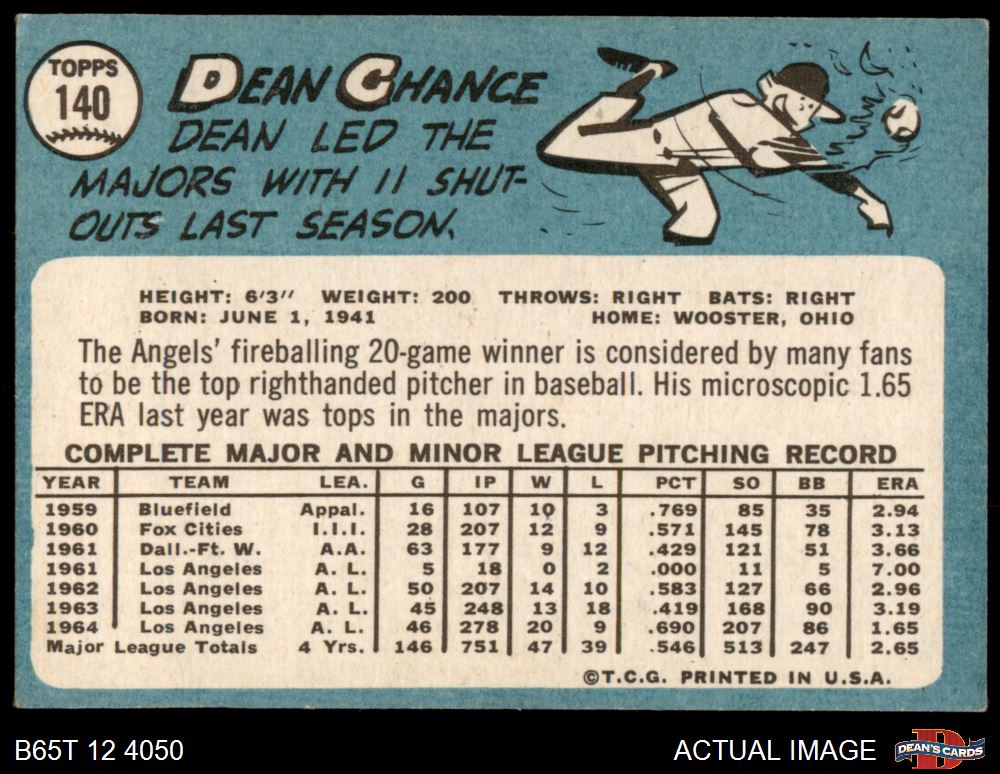 TOPPS
140
DEAN CHANCE
DEAN LED THE
MAJORS WITH 11 SHUT-
OUTS LAST SEASON.
HEIGHT: 6'3" WEIGHT: 200 THROWS: RIGHT BATS: RIGHT
BORN: JUNE 1, 1941 HOME: WOOSTER, OHIO
The Angels' fireballing 20-game winner is considered by many fans
to be the top righthanded pitcher in baseball. His microscopic 1.65
ERA last year was tops in the majors.
COMPLETE MAJOR AND MINOR LEAGUE PITCHING RECORD
YEAR TEAM LEA. G IP W L PCT SO BB ERA
1959 Bluefield Appal. 16 107 10 3 .769 85 35 2.94
1960 Fox Cities I.I.I. 28 207 12 9 .571 145 78 3.13
1961 Dall.-Ft. W. A.A. 63 177 9 12 .429 121 51 3.66
1961 Los Angeles A. L. 5 18 0 2 .000 11 5 7.00
1962 Los Angeles A. L. 50 207 14 10 .583 127 66 2.96
1963 Los Angeles A. L. 45 248 13 18 .419 168 90 3.19
1964 Los Angeles A. L. 46 278 20 9 .690 207 86 1.65
Major League Totals 4 Yrs. 146 751 47 39 .546 513 247 2.65
©T.C.G. PRINTED IN U.S.A.
B65T 12 4050 ACTUAL IMAGE D DEAN'S CARDS